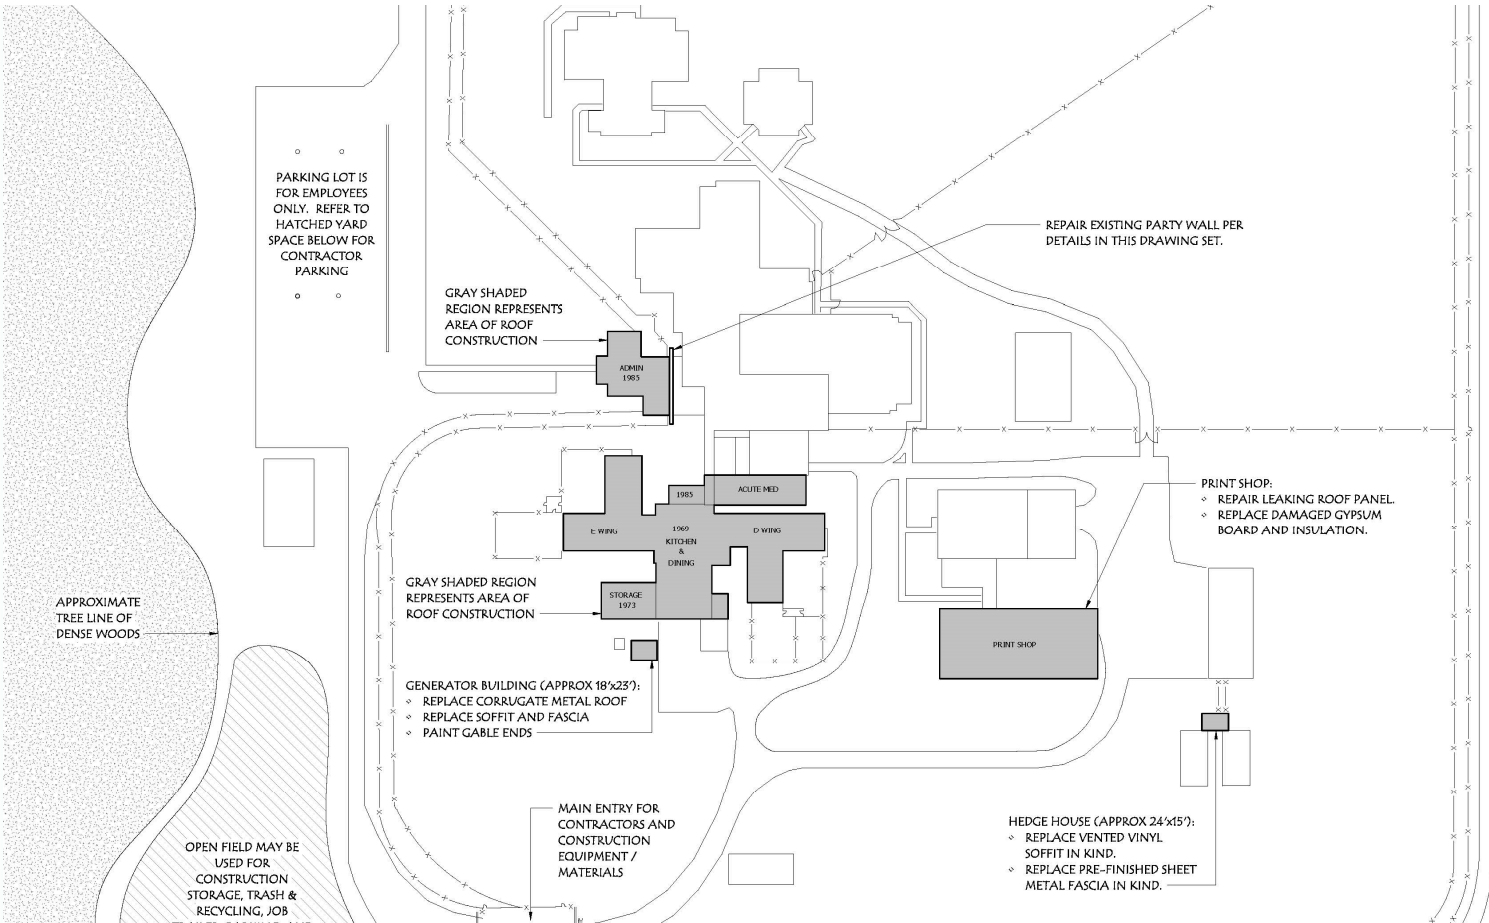 PARKING LOT IS
FOR EMPLOYEES
ONLY. REFER TO
HATCHED YARD
SPACE BELOW FOR
CONTRACTOR
PARKING
REPAIR EXISTING PARTY WALL PER
DETAILS IN THIS DRAWING SET.
GRAY SHADED
REGION REPRESENTS
AREA OF ROOF
CONSTRUCTION
ADMIN
1985
1985
ACUTE MED
E WING
1969
KITCHEN
&
DINING
D WING
PRINT SHOP:
REPAIR LEAKING ROOF PANEL.
REPLACE DAMAGED GYPSUM
BOARD AND INSULATION.
GRAY SHADED REGION
REPRESENTS AREA OF
ROOF CONSTRUCTION
STORAGE
1973
APPROXIMATE
TREE LINE OF
DENSE WOODS
PRINT SHOP
GENERATOR BUILDING (APPROX 18'x23'):
REPLACE CORRUGATE METAL ROOF
REPLACE SOFFIT AND FASCIA
PAINT GABLE ENDS
MAIN ENTRY FOR
CONTRACTORS AND
CONSTRUCTION
EQUIPMENT /
MATERIALS
HEDGE HOUSE (APPROX 24'x15'):
REPLACE VENTED VINYL
SOFFIT IN KIND.
REPLACE PRE-FINISHED SHEET
METAL FASCIA IN KIND.
OPEN FIELD MAY BE
USED FOR
CONSTRUCTION
STORAGE, TRASH &
RECYCLING, JOB